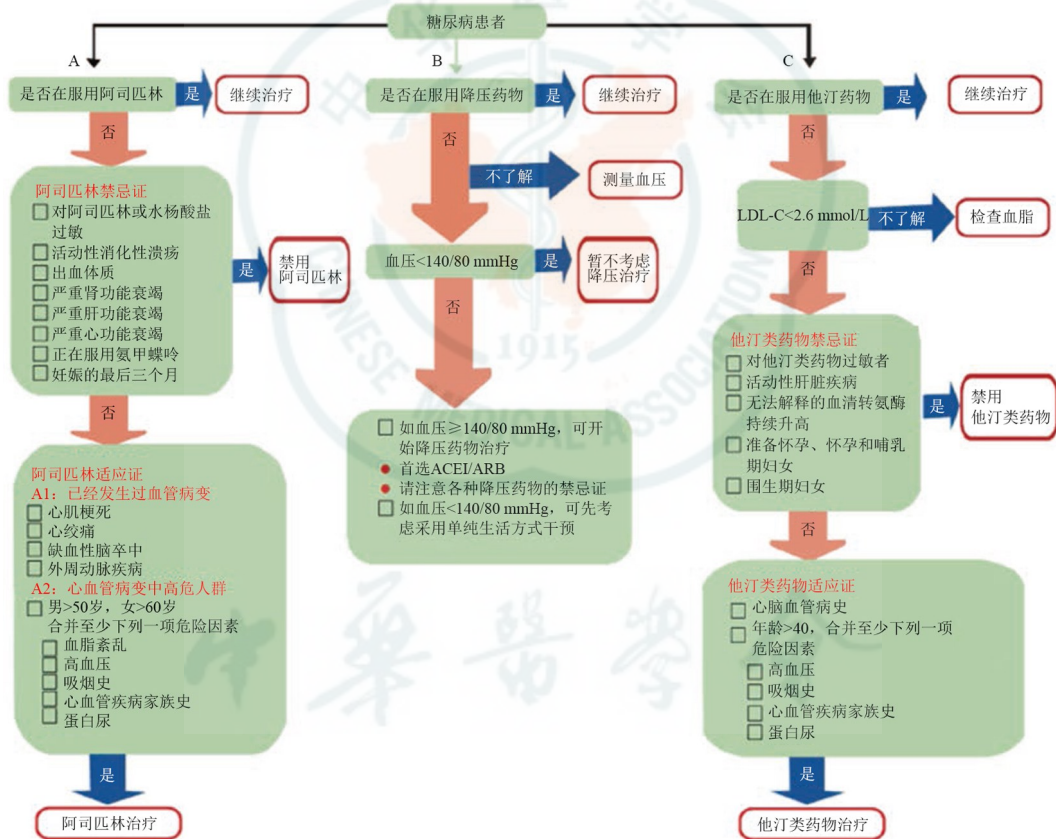 糖尿病患者
A
是否在服用阿司匹林
是
继续治疗
否
阿司匹林禁忌证
对阿司匹林或水杨酸盐
过敏
活动性消化性溃疡
出血体质
严重肾功能衰竭
严重肝功能衰竭
严重心功能衰竭
正在服用氨甲蝶呤
妊娠的最后三个月
是
禁用
阿司匹林
否
阿司匹林适应证
A1：已经发生过血管病变
心肌梗死
心绞痛
缺血性脑卒中
外周动脉疾病
A2：心血管病变中高危人群
男>50岁，女>60岁
合并至少下列一项危险因素
血脂紊乱
高血压
吸烟史
心血管疾病家族史
蛋白尿
是
阿司匹林治疗
B
是否在服用降压药物
是
继续治疗
否
不了解
测量血压
血压<140/80 mmHg
是
暂不考虑
降压治疗
否
如血压≥140/80 mmHg，可开
始降压药物治疗
首选ACEI/ARB
请注意各种降压药物的禁忌证
如血压<140/80 mmHg，可先考
虑采用单纯生活方式干预
C
是否在服用他汀药物
是
继续治疗
否
LDL-C<2.6 mmol/L
不了解
检查血脂
否
他汀类药物禁忌证
对他汀类药物过敏者
活动性肝脏疾病
无法解释的血清转氨酶
持续升高
准备怀孕、怀孕和哺乳
期妇女
围生期妇女
是
禁用
他汀类药物
否
他汀类药物适应证
心脑血管病史
年龄>40，合并至少下列一项
危险因素
高血压
吸烟史
心血管疾病家族史
蛋白尿
是
他汀类药物治疗
1915
CHINESE MEDICAL ASSOCIATION
中华医学